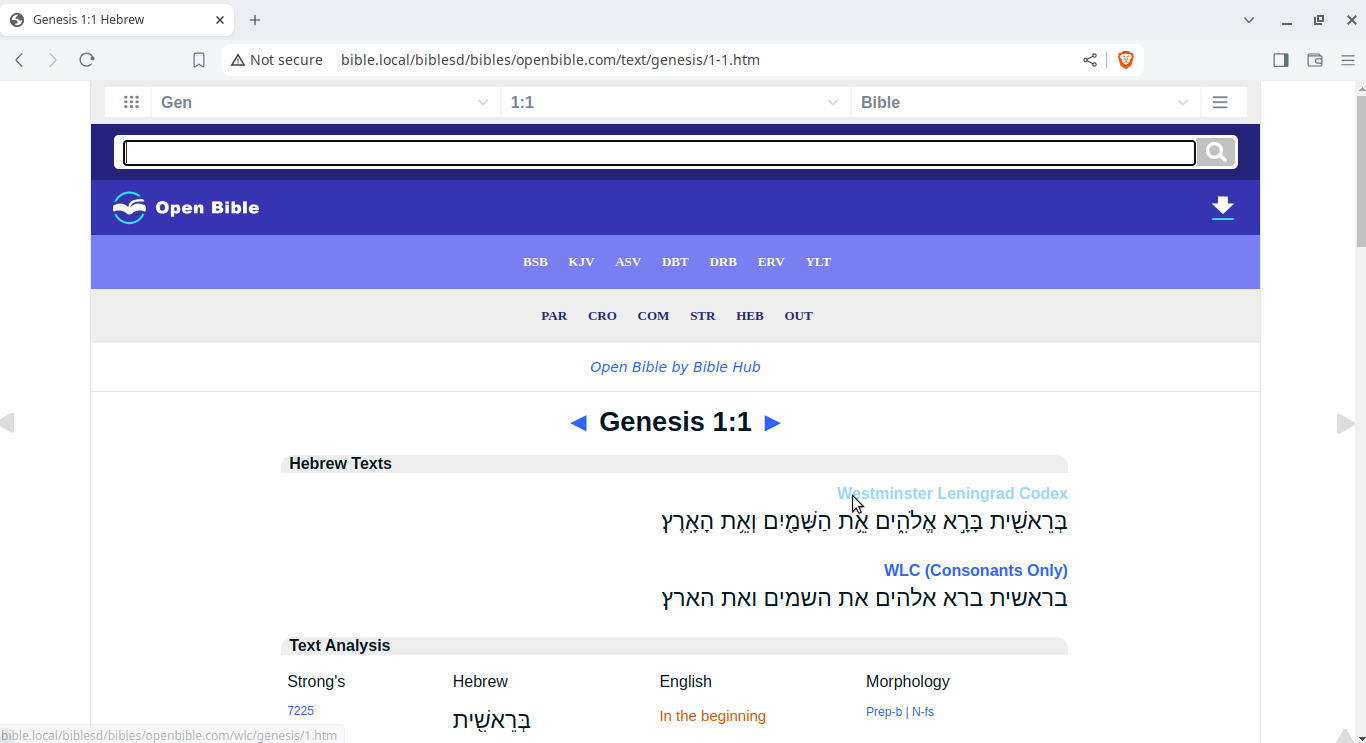 Genesis 1:1 Hebrew
Not secure bible.local/biblesd/bibles/openbible.com/text/genesis/1-1.htm
Gen 1:1 Bible
Open Bible
BSB KJV ASV DBT DRB ERV YLT
PAR CRO COM STR HEB OUT
Open Bible by Bible Hub
◄ Genesis 1:1 ►
Hebrew Texts
Westminster Leningrad Codex
בְּרֵאשִׁ֖ית בָּרָ֣א אֱלֹהִ֑ים אֵ֥ת הַשָּׁמַ֖יִם וְאֵ֥ת הָאָֽרֶץ׃
WLC (Consonants Only)
בראשית ברא אלהים את השמים ואת הארץ׃
Text Analysis
Strong's Hebrew English Morphology
7225 בְּרֵאשִׁ֖ית In the beginning Prep-b | N-fs
bible.local/biblesd/bibles/openbible.com/wlc/genesis/1.htm